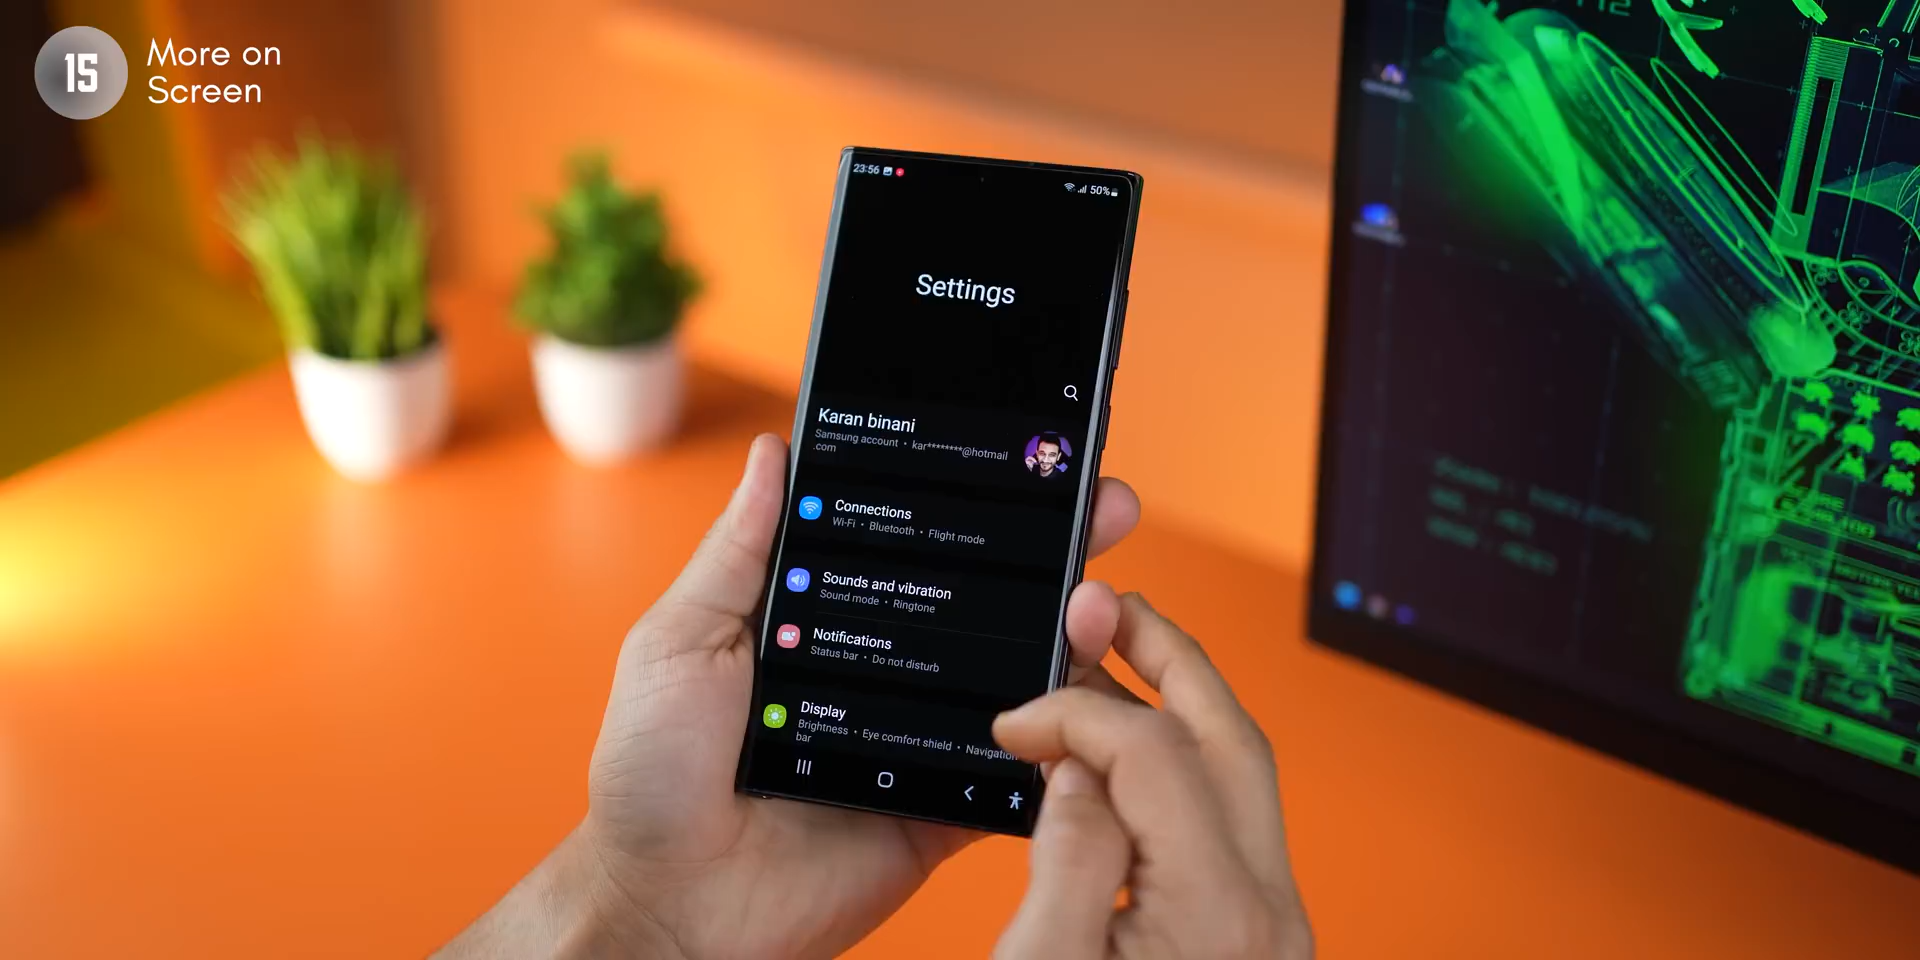 15
More on
Screen
23:56
50%
Settings
Karan binani
Samsung account • kar********@hotmail
.com
Connections
Wi-Fi • Bluetooth • Flight mode
Sounds and vibration
Sound mode • Ringtone
Notifications
Status bar • Do not disturb
Display
Brightness • Eye comfort shield • Navigation
bar